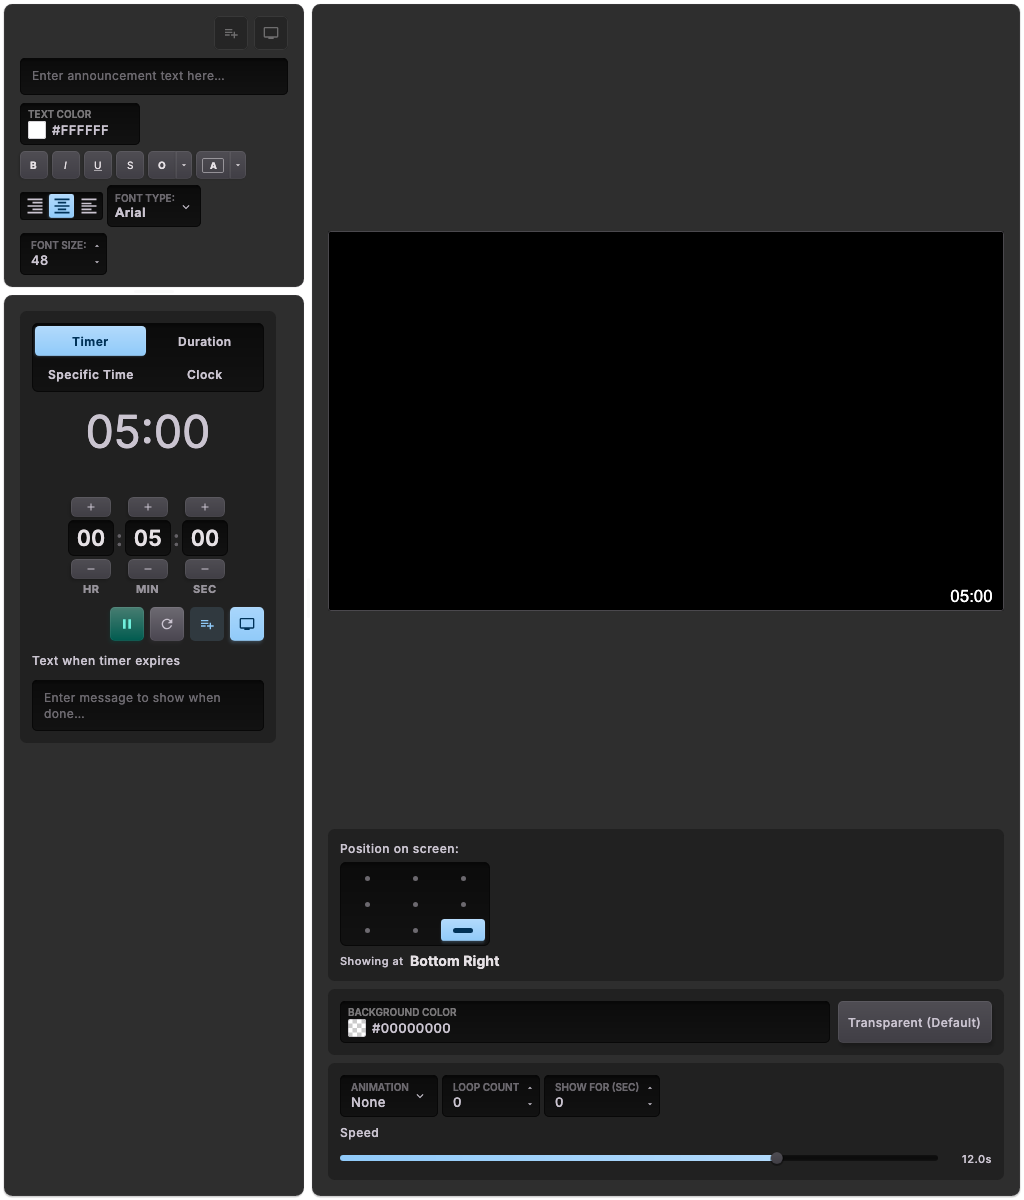 Enter announcement text here...
TEXT COLOR
#FFFFFF
B I U S O A
FONT TYPE:
Arial
FONT SIZE:
48
Timer Duration
Specific Time Clock
05:00
+ + +
00 : 05 : 00
− − −
HR MIN SEC
Text when timer expires
Enter message to show when
done...
05:00
Position on screen:
Showing at Bottom Right
BACKGROUND COLOR
#00000000
Transparent (Default)
ANIMATION
None
LOOP COUNT
0
SHOW FOR (SEC)
0
Speed
12.0s